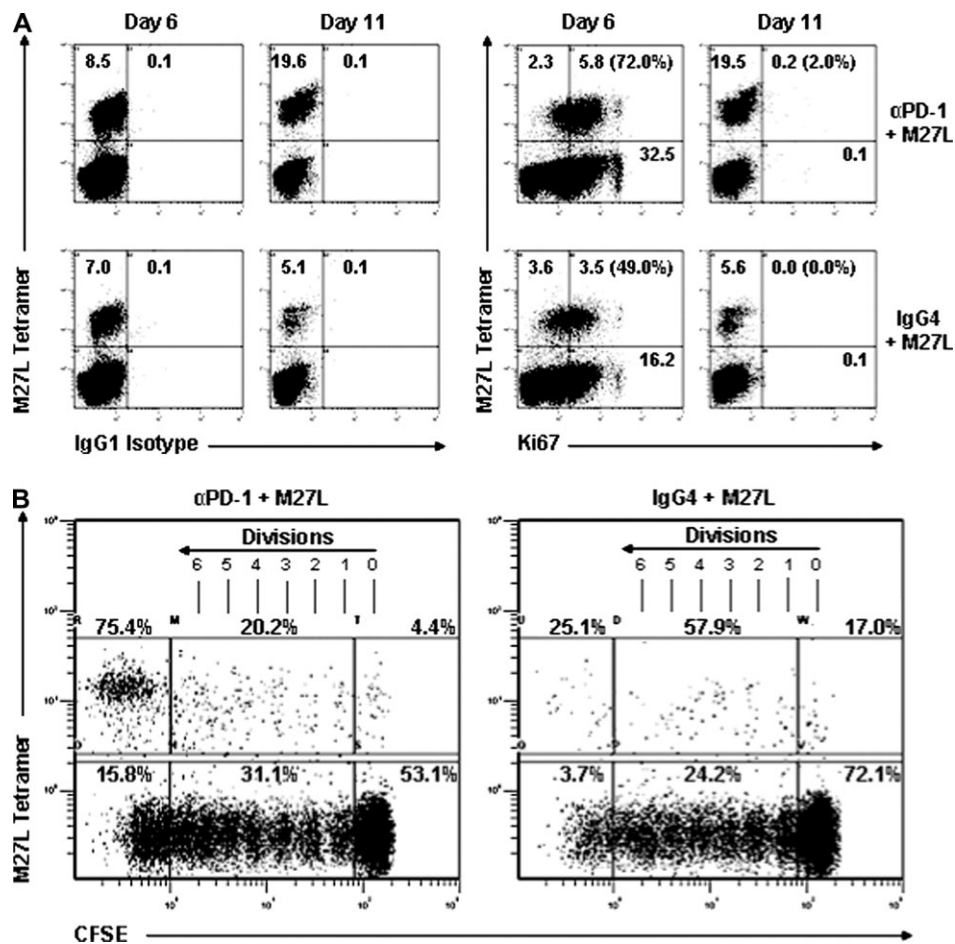 A
Day 6
Day 11
Day 6
Day 11
8.5
0.1
19.6
0.1
2.3
5.8 (72.0%)
19.5
0.2 (2.0%)
32.5
0.1
αPD-1
+ M27L
M27L Tetramer
M27L Tetramer
7.0
0.1
5.1
0.1
3.6
3.5 (49.0%)
5.6
0.0 (0.0%)
16.2
0.1
IgG4
+ M27L
IgG1 Isotype
Ki67
B
αPD-1 + M27L
IgG4 + M27L
Divisions
6 5 4 3 2 1 0
Divisions
6 5 4 3 2 1 0
R
75.4%
M
20.2%
T
4.4%
U
25.1%
D
57.9%
W
17.0%
15.8%
31.1%
53.1%
3.7%
24.2%
72.1%
M27L Tetramer
CFSE